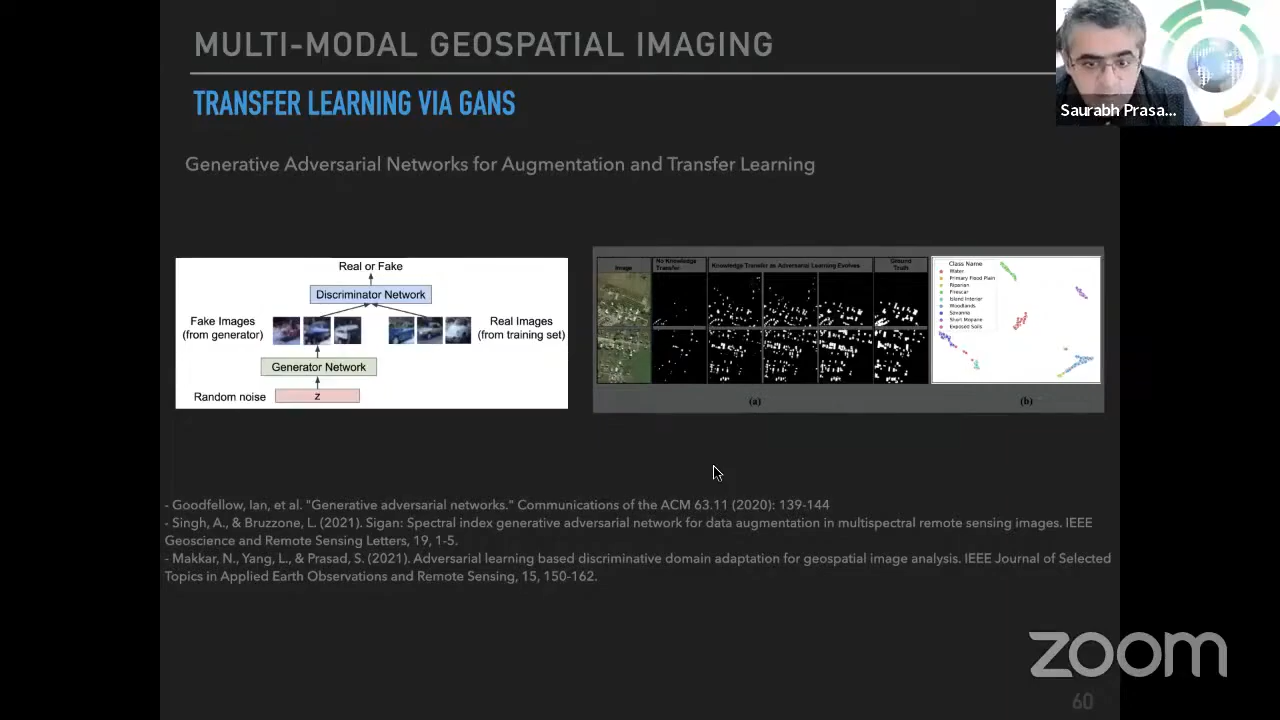 MULTI-MODAL GEOSPATIAL IMAGING
TRANSFER LEARNING VIA GANS
Saurabh Prasa...
Generative Adversarial Networks for Augmentation and Transfer Learning
Real or Fake
Discriminator Network
Fake Images
(from generator)
Real Images
(from training set)
Generator Network
Random noise
z
Image
No Knowledge
Transfer
Knowledge Transfer as Adversarial Learning Evolves
Ground
Truth
Class Name
Water
Primary Flood Plain
Riparian
Firescar
Island Interior
Woodlands
Savanna
Short Mopane
Exposed Soils
(a)
(b)
- Goodfellow, Ian, et al. "Generative adversarial networks." Communications of the ACM 63.11 (2020): 139-144
- Singh, A., & Bruzzone, L. (2021). Sigan: Spectral index generative adversarial network for data augmentation in multispectral remote sensing images. IEEE
Geoscience and Remote Sensing Letters, 19, 1-5.
- Makkar, N., Yang, L., & Prasad, S. (2021). Adversarial learning based discriminative domain adaptation for geospatial image analysis. IEEE Journal of Selected
Topics in Applied Earth Observations and Remote Sensing, 15, 150-162.
zoom
60